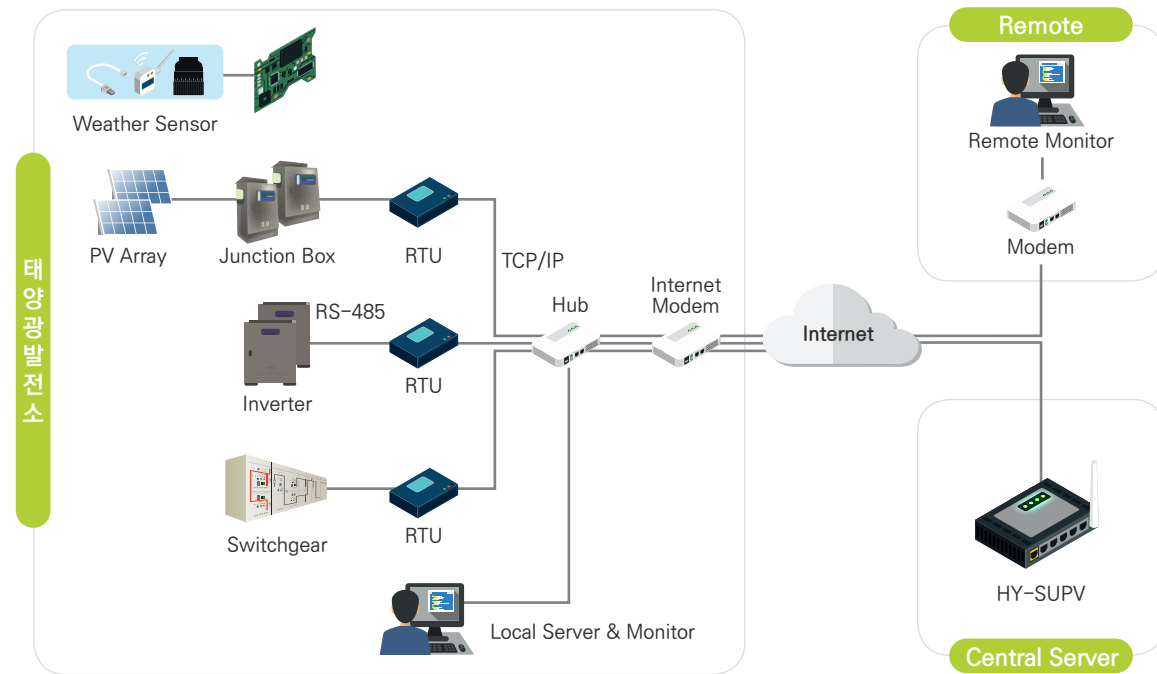 Weather Sensor
태양광발전소
PV Array
Junction Box
RTU
TCP/IP
RS-485
Inverter
RTU
Hub
Internet
Modem
Internet
Switchgear
RTU
Local Server & Monitor
Remote
Remote Monitor
Modem
HY-SUPV
Central Server